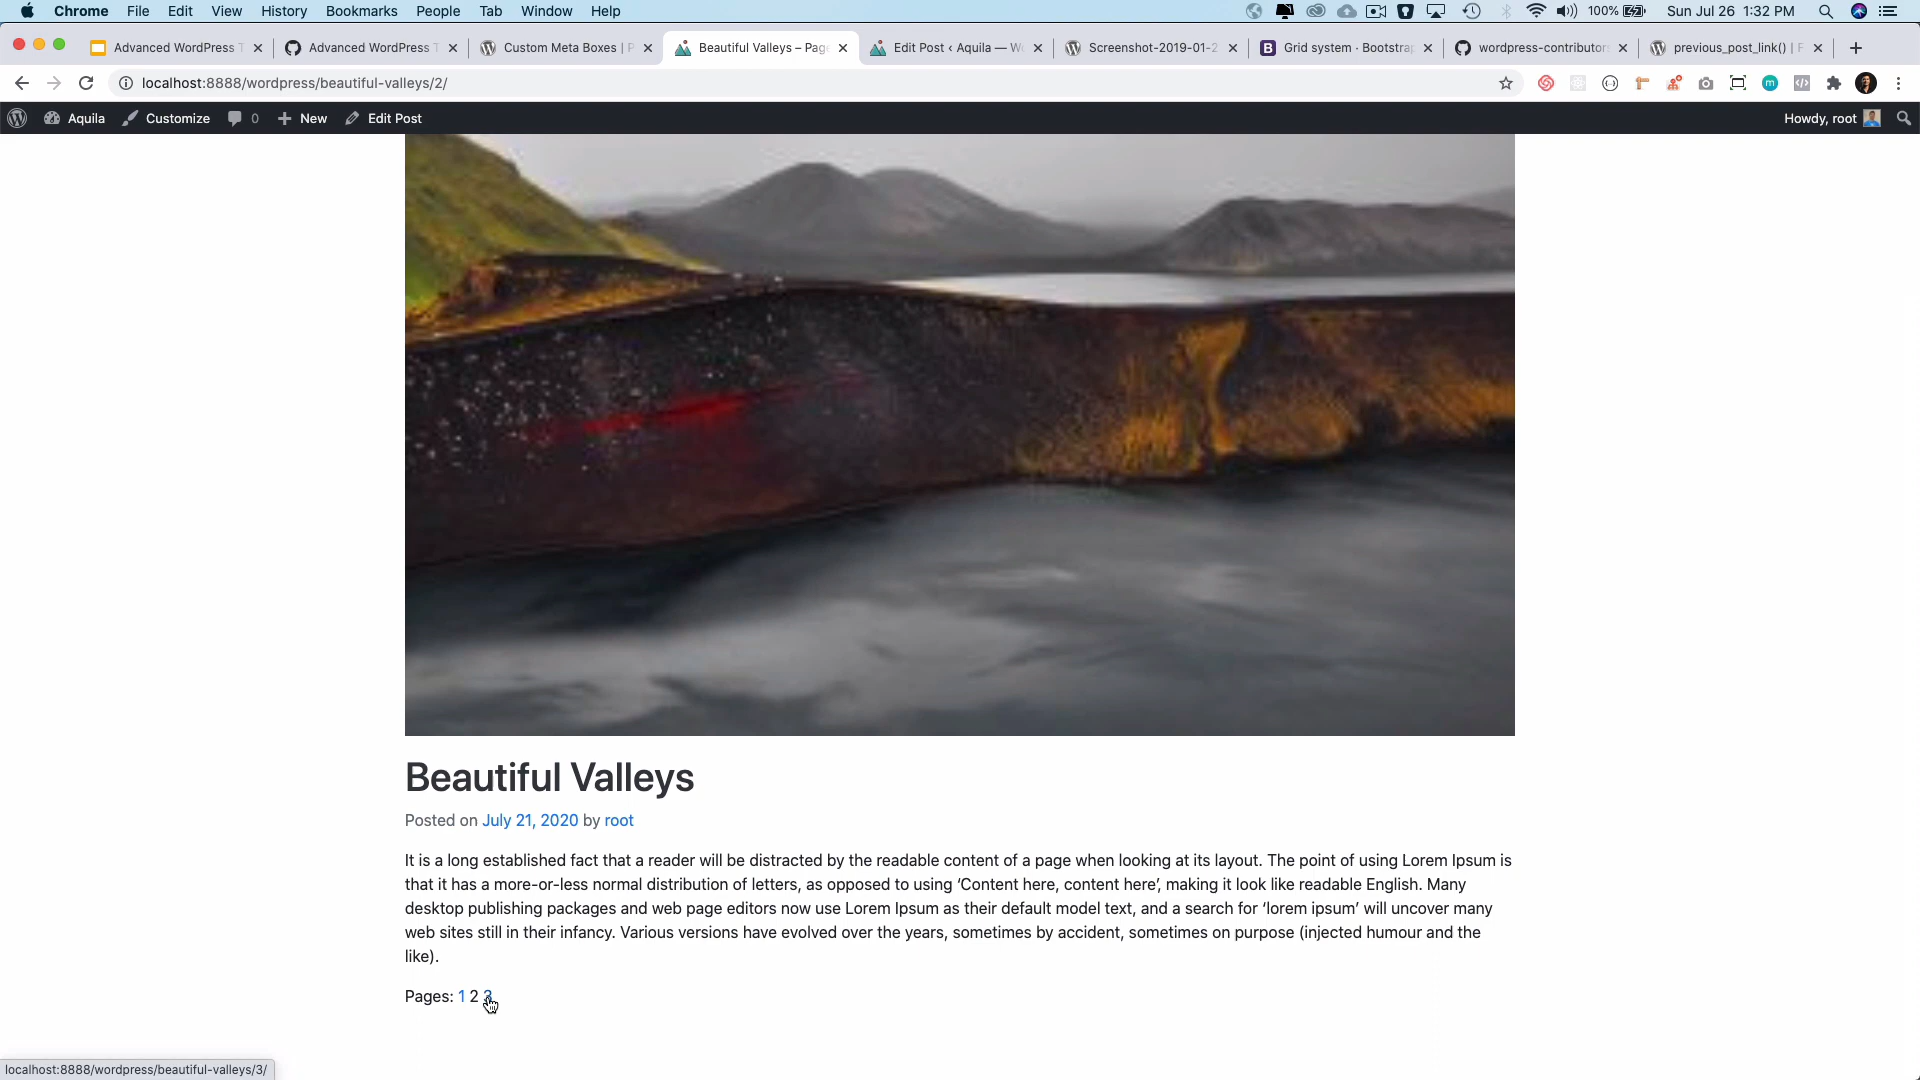 Chrome File Edit View History Bookmarks People Tab Window Help 100% Sun Jul 26 1:32 PM
Advanced WordPress T Advanced WordPress T Custom Meta Boxes | P Beautiful Valleys – Page Edit Post ‹ Aquila — W Screenshot-2019-01-2 Grid system · Bootstrap wordpress-contributor previous_post_link() | F
localhost:8888/wordpress/beautiful-valleys/2/
Aquila Customize 0 New Edit Post Howdy, root
Beautiful Valleys
Posted on July 21, 2020 by root
It is a long established fact that a reader will be distracted by the readable content of a page when looking at its layout. The point of using Lorem Ipsum is
that it has a more-or-less normal distribution of letters, as opposed to using ‘Content here, content here’, making it look like readable English. Many
desktop publishing packages and web page editors now use Lorem Ipsum as their default model text, and a search for ‘lorem ipsum’ will uncover many
web sites still in their infancy. Various versions have evolved over the years, sometimes by accident, sometimes on purpose (injected humour and the
like).
Pages: 1 2 3
localhost:8888/wordpress/beautiful-valleys/3/